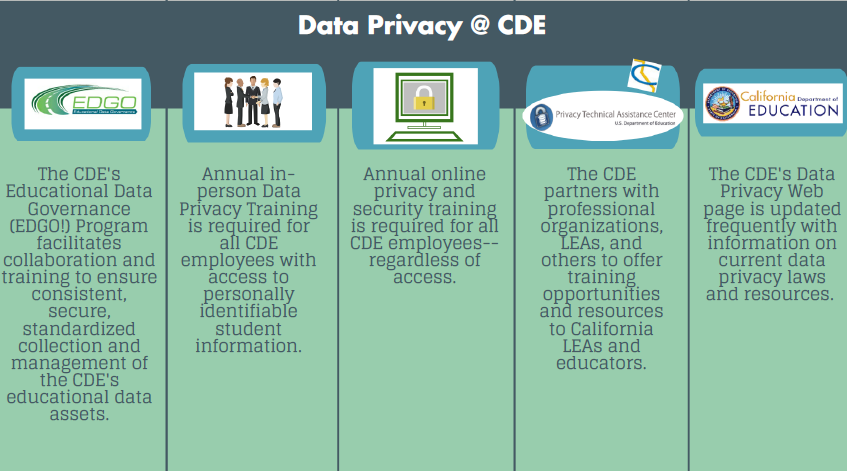 Data Privacy @ CDE
EDGO
Educational Data Governance
The CDE's
Educational Data
Governance
(EDGO!) Program
facilitates
collaboration and
training to ensure
consistent,
secure,
standardized
collection and
management of
the CDE's
educational data
assets.
Annual in-
person Data
Privacy Training
is required for
all CDE
employees with
access to
personally
identifiable
student
information.
Annual online
privacy and
security training
is required for all
CDE employees--
regardless of
access.
Privacy Technical Assistance Center
U.S. Department of Education
The CDE
partners with
professional
organizations,
LEAs, and
others to offer
training
opportunities
and resources
to California
LEAs and
educators.
California Department of
EDUCATION
The CDE's Data
Privacy Web
page is updated
frequently with
information on
current data
privacy laws
and resources.